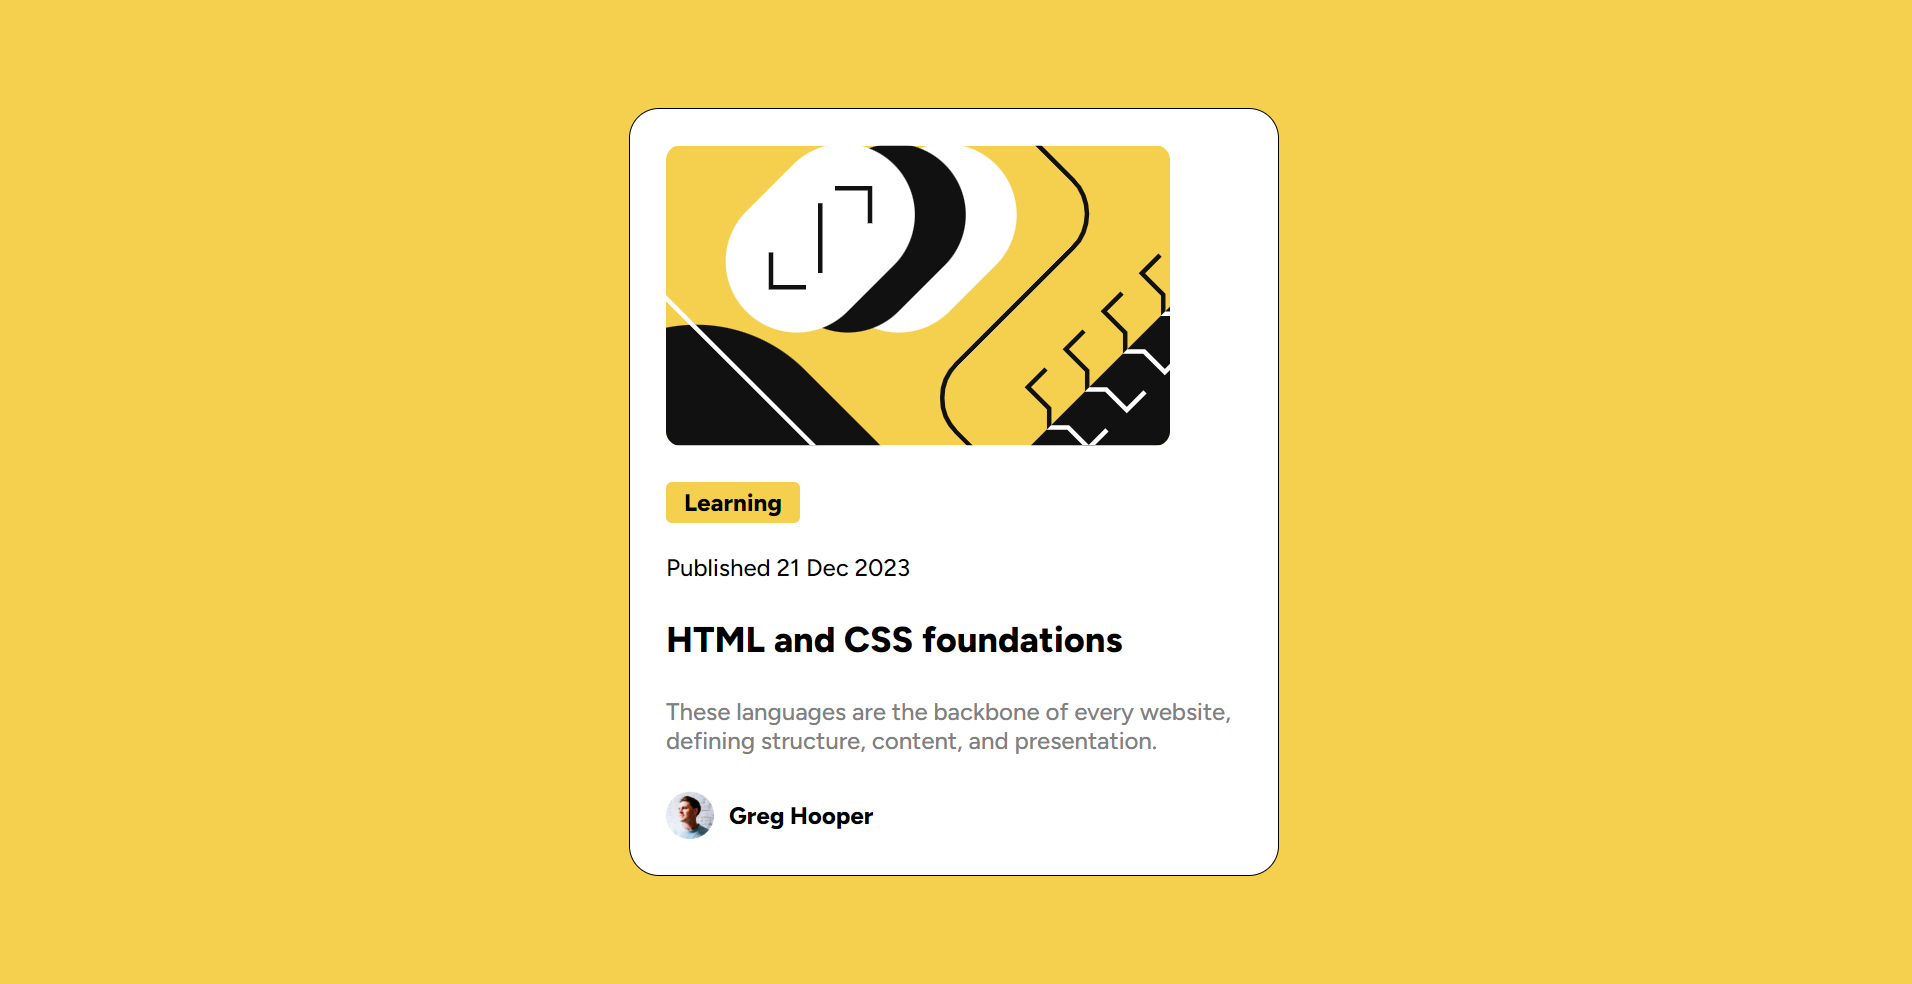 Learning
Published 21 Dec 2023
HTML and CSS foundations
These languages are the backbone of every website,
defining structure, content, and presentation.
Greg Hooper